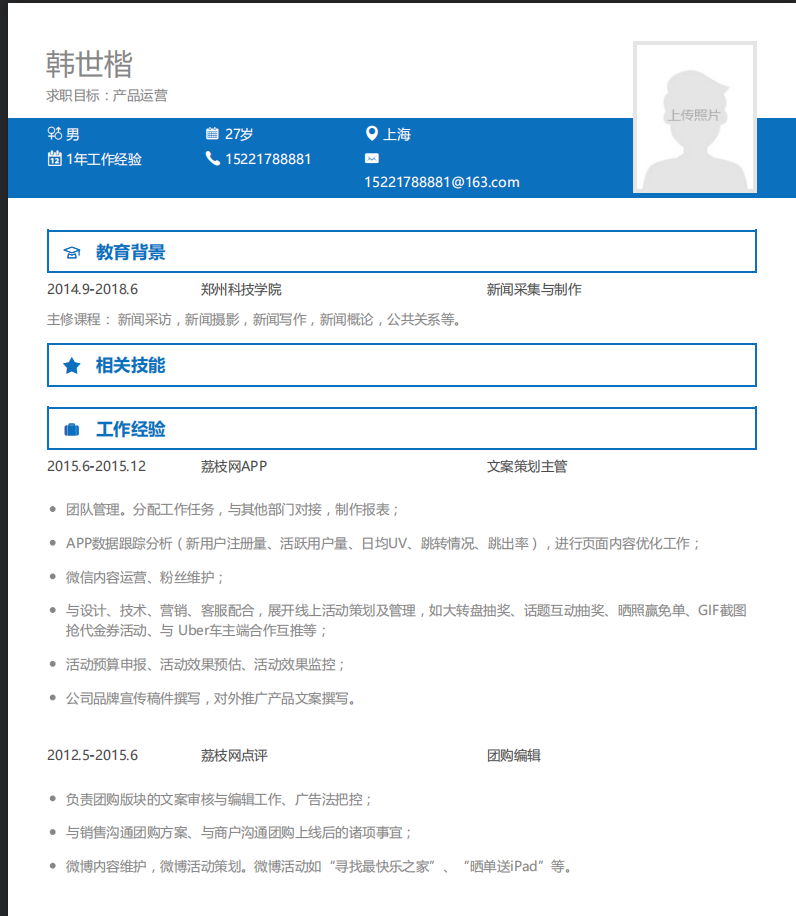 韩世楷
求职目标：产品运营
上传照片
男 27岁 上海
1年工作经验 15221788881
15221788881@163.com
教育背景
2014.9-2018.6 郑州科技学院 新闻采集与制作
主修课程： 新闻采访，新闻摄影，新闻写作，新闻概论，公共关系等。
相关技能
工作经验
2015.6-2015.12 荔枝网APP 文案策划主管
• 团队管理。分配工作任务，与其他部门对接，制作报表；
• APP数据跟踪分析（新用户注册量、活跃用户量、日均UV、跳转情况、跳出率），进行页面内容优化工作；
• 微信内容运营、粉丝维护；
• 与设计、技术、营销、客服配合，展开线上活动策划及管理，如大转盘抽奖、话题互动抽奖、晒照赢免单、GIF截图
抢代金券活动、与 Uber车主端合作互推等；
• 活动预算申报、活动效果预估、活动效果监控；
• 公司品牌宣传稿件撰写，对外推广产品文案撰写。
2012.5-2015.6 荔枝网点评 团购编辑
• 负责团购版块的文案审核与编辑工作、广告法把控；
• 与销售沟通团购方案、与商户沟通团购上线后的诸项事宜；
• 微博内容维护，微博活动策划。微博活动如“寻找最快乐之家”、“晒单送iPad”等。